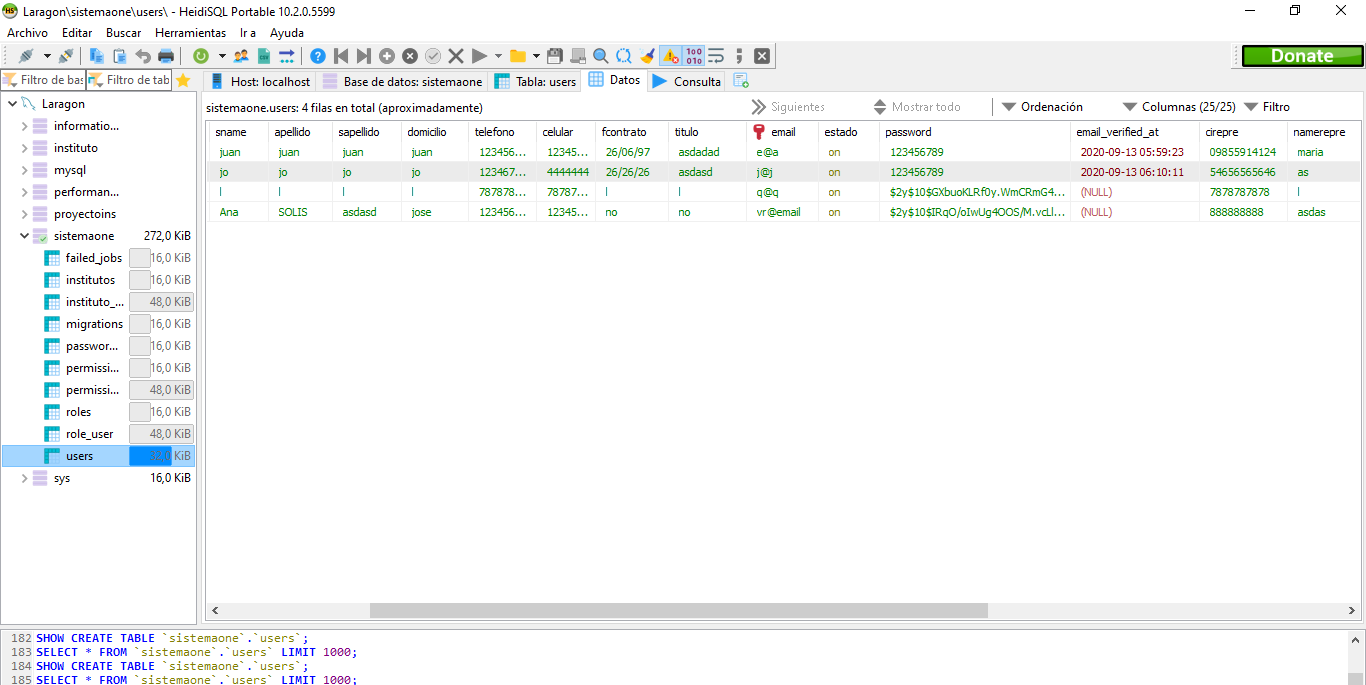 HS Laragon\sistemaone\users\ - HeidiSQL Portable 10.2.0.5599
Archivo Editar Buscar Herramientas Ir a Ayuda
Donate
Filtro de bas Filtro de tab Host: localhost Base de datos: sistemaone Tabla: users Datos Consulta
sistemaone.users: 4 filas en total (aproximadamente) Siguientes Mostrar todo Ordenación Columnas (25/25) Filtro
Laragon
informatio...
instituto
mysql
performan...
proyectoins
sistemaone 272,0 KiB
failed_jobs 16,0 KiB
institutos 16,0 KiB
instituto_... 48,0 KiB
migrations 16,0 KiB
passwor... 16,0 KiB
permissi... 16,0 KiB
permissi... 48,0 KiB
roles 16,0 KiB
role_user 48,0 KiB
users KiB
sys 16,0 KiB
sname apellido sapellido domicilio telefono celular fcontrato titulo email estado password email_verified_at cirepre namerepre
juan juan juan juan 123456... 12345... 26/06/97 asdadad e@a on 123456789 2020-09-13 05:59:23 09855914124 maria
jo jo jo jo 123467... 4444444 26/26/26 asdasd j@j on 123456789 2020-09-13 06:10:11 54656565646 as
l l l l 787878... 78787... l l q@q on $2y$10$GXbuoKLRf0y.WmCRmG4... (NULL) 7878787878 l
Ana SOLIS asdasd jose 123456... 12345... no no vr@email on $2y$10$IRqO/oIwUg4OOS/M.vcLl... (NULL) 888888888 asdas
182 SHOW CREATE TABLE `sistemaone`.`users`;
183 SELECT * FROM `sistemaone`.`users` LIMIT 1000;
184 SHOW CREATE TABLE `sistemaone`.`users`;
185 SELECT * FROM `sistemaone`.`users` LIMIT 1000;